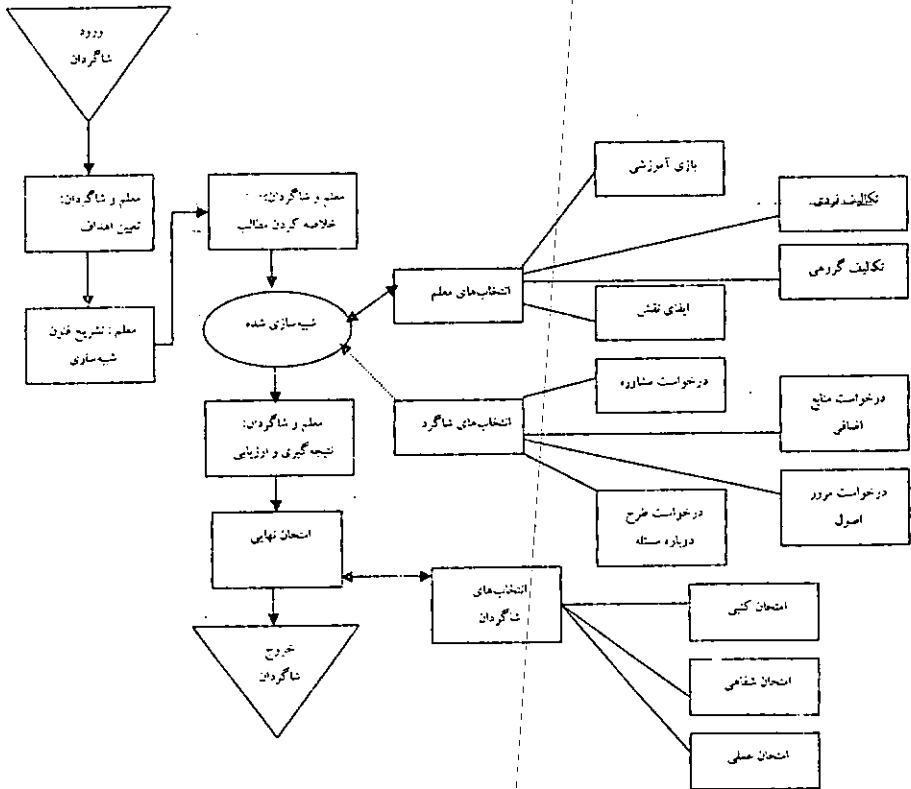 ورود
شاگردان
معلم و شاگردان:
تعیین اهداف
معلم : تشریح فنون
شبیه‌سازی
معلم و شاگردان:
خلاصه کردن مطالب
شبیه‌سازی شده
معلم و شاگردان:
نتیجه‌گیری و ارزیابی
امتحان نهایی
خروج
شاگردان
انتخاب‌های معلم
بازی آموزشی
تکالیف فردی
تکالیف گروهی
ایفای نقش
انتخاب‌های شاگرد
درخواست مشاوره
درخواست منابع
اضافی
درخواست مرور
اصول
درخواست طرح
دوباره مسئله
انتخاب‌های
شاگردان
امتحان کتبی
امتحان شفاهی
امتحان عملی